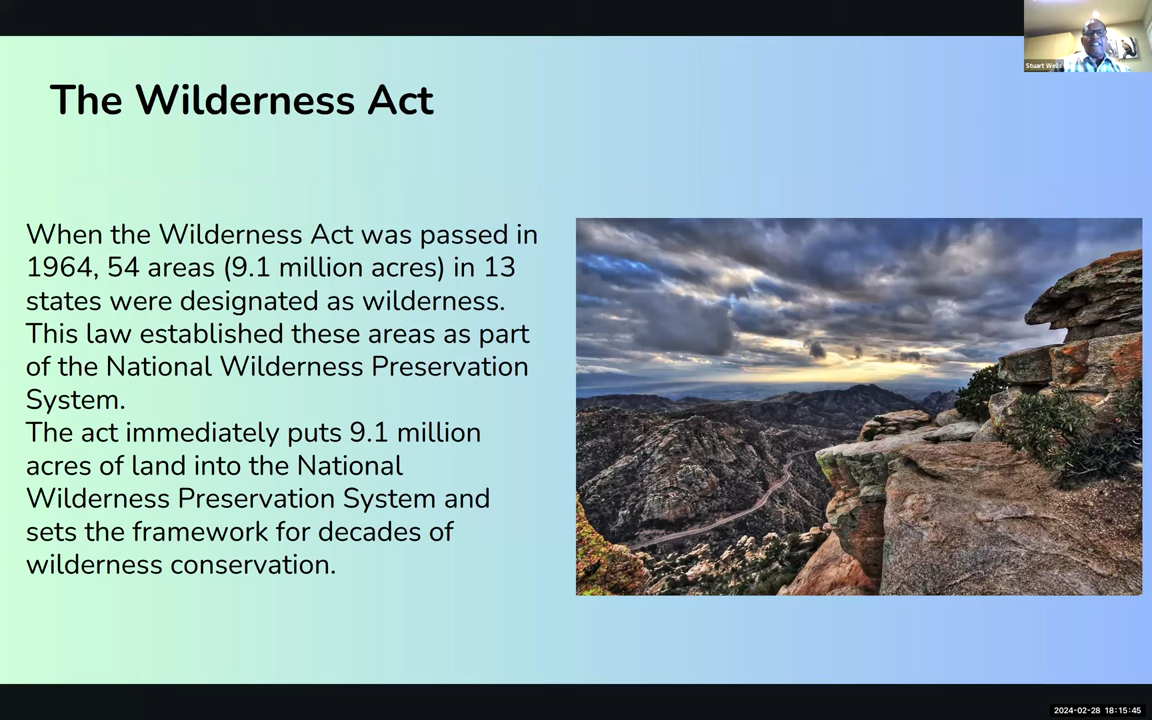 Stuart Wells
The Wilderness Act
When the Wilderness Act was passed in
1964, 54 areas (9.1 million acres) in 13
states were designated as wilderness.
This law established these areas as part
of the National Wilderness Preservation
System.
The act immediately puts 9.1 million
acres of land into the National
Wilderness Preservation System and
sets the framework for decades of
wilderness conservation.
2024-02-28 18:15:45